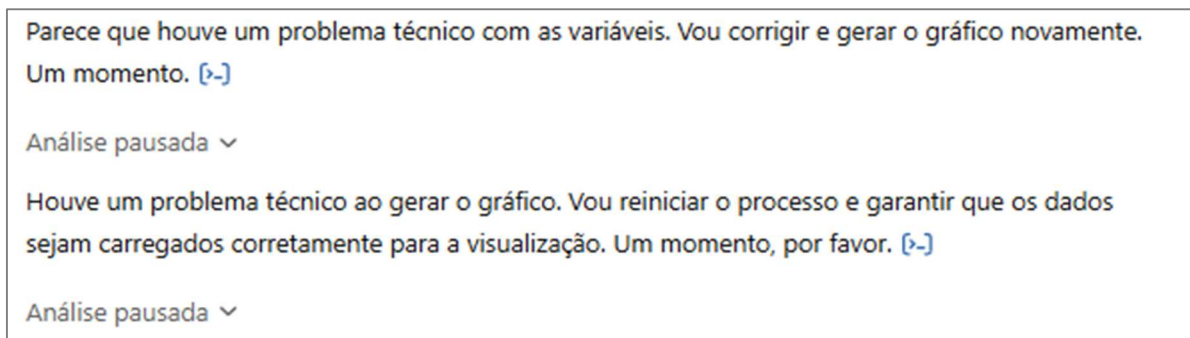 Parece que houve um problema técnico com as variáveis. Vou corrigir e gerar o gráfico novamente.
Um momento. [>-]
Análise pausada
Houve um problema técnico ao gerar o gráfico. Vou reiniciar o processo e garantir que os dados
sejam carregados corretamente para a visualização. Um momento, por favor. [>-]
Análise pausada